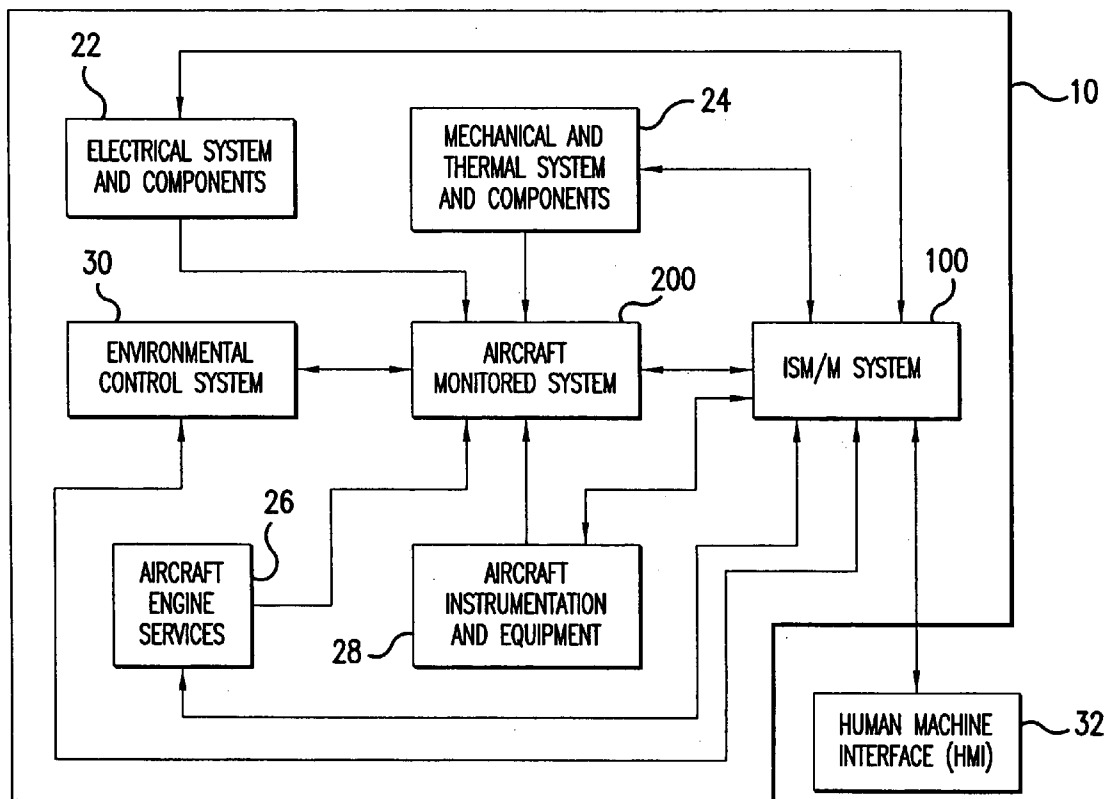 22
ELECTRICAL SYSTEM
AND COMPONENTS
24
MECHANICAL AND
THERMAL SYSTEM
AND COMPONENTS
10
30
ENVIRONMENTAL
CONTROL SYSTEM
200
AIRCRAFT
MONITORED SYSTEM
100
ISM/M SYSTEM
26
AIRCRAFT
ENGINE
SERVICES
28
AIRCRAFT
INSTRUMENTATION
AND EQUIPMENT
HUMAN MACHINE
INTERFACE (HMI)
32